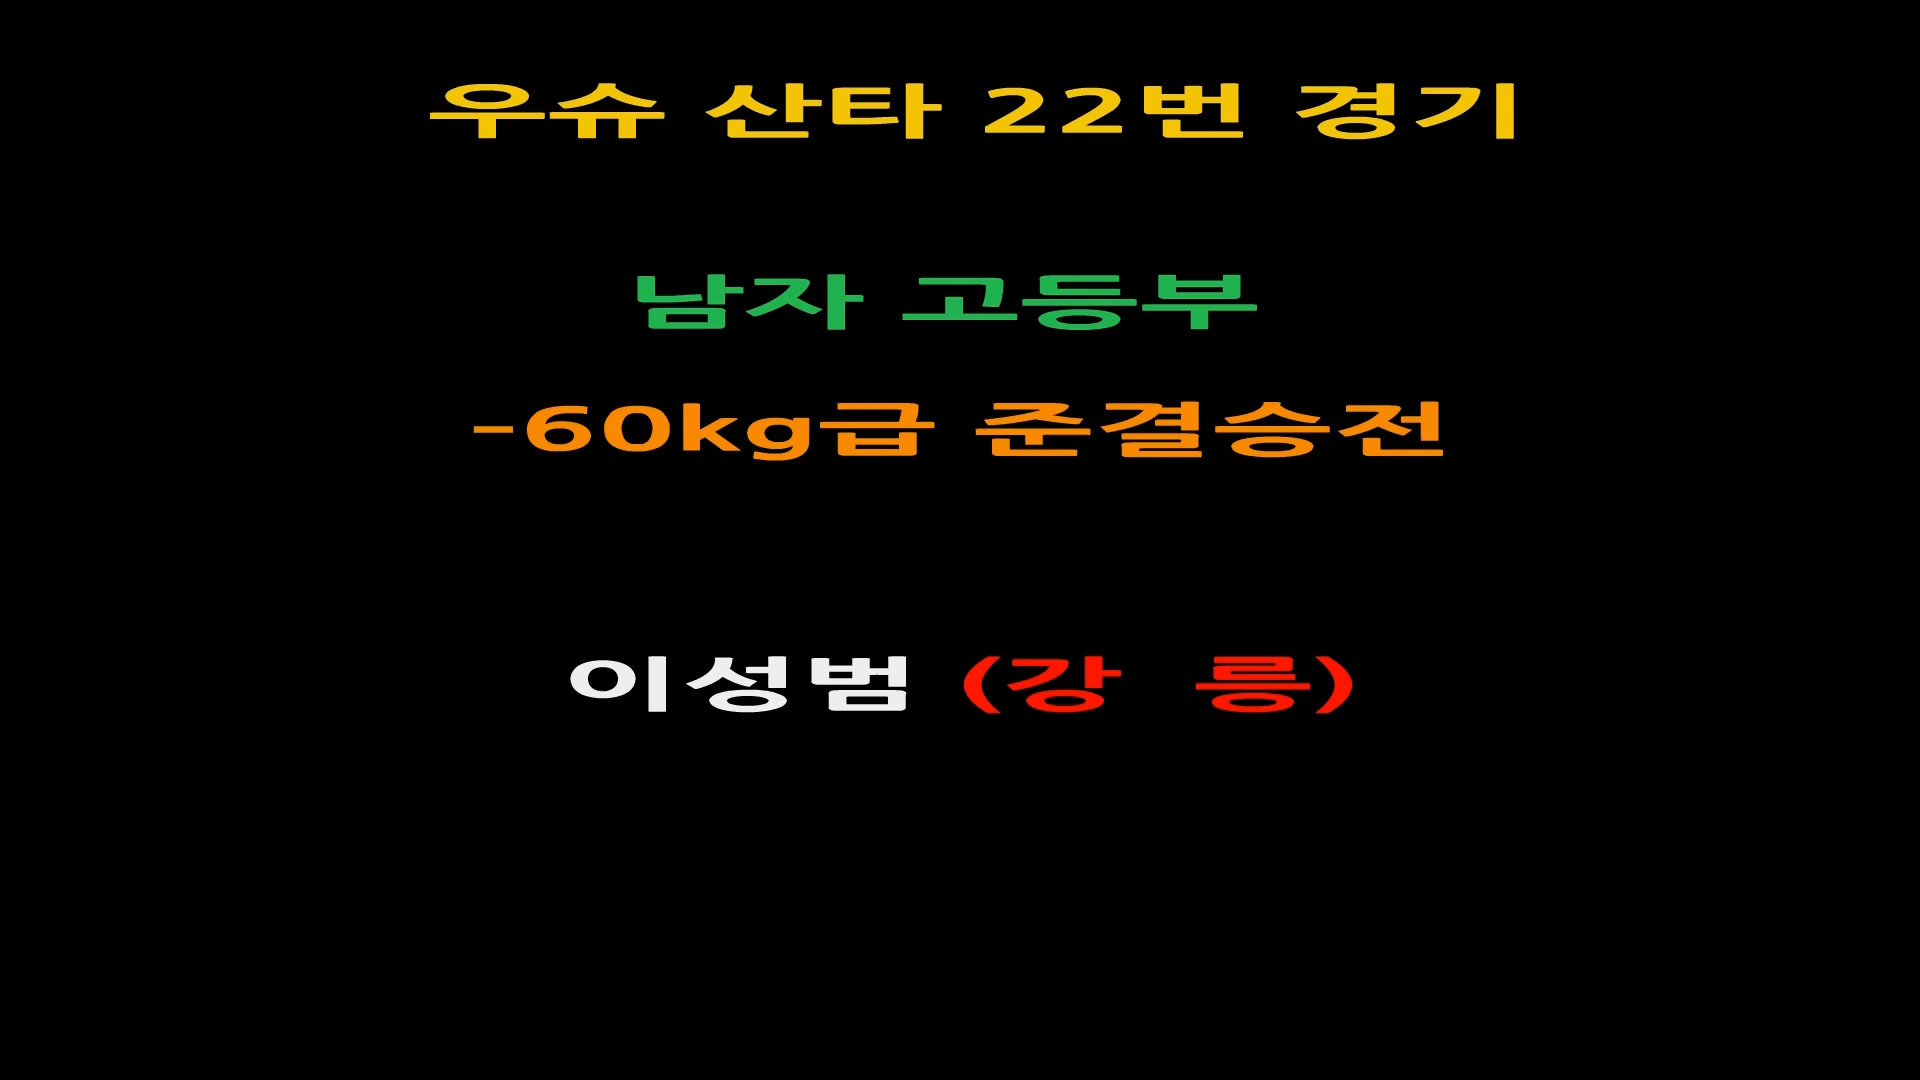 우슈 산타 22번 경기
남자 고등부
-60kg급 준결승전
이성범 (강 릉)